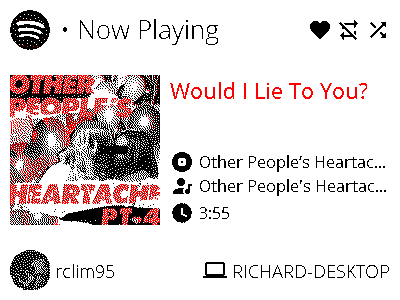 • Now Playing
OTHER
PEOPLE'S
HEARTACHE
PT.4
Would I Lie To You?
Other People's Heartac...
Other People's Heartac...
3:55
rclim95
RICHARD-DESKTOP